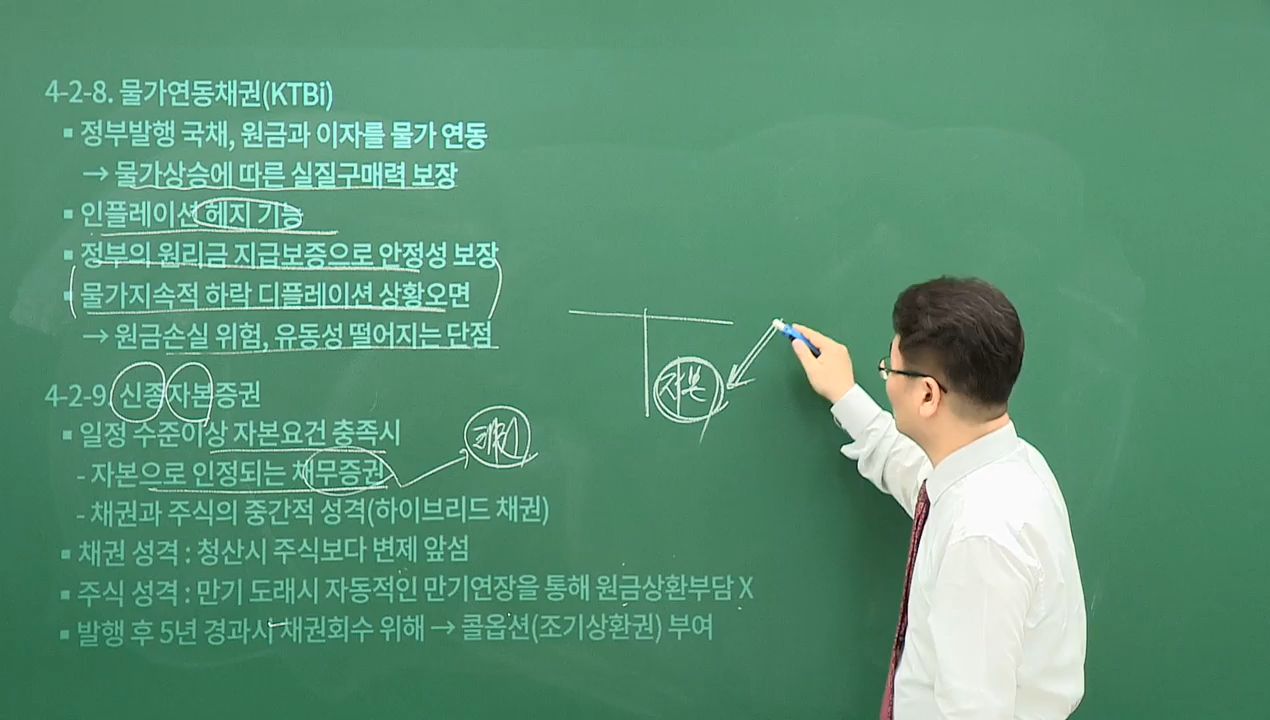 4-2-8. 물가연동채권(KTBi)
▪ 정부발행 국채, 원금과 이자를 물가 연동
→ 물가상승에 따른 실질구매력 보장
▪ 인플레이션 헤지 기능
▪ 정부의 원리금 지급보증으로 안정성 보장
▪ 물가지속적 하락 디플레이션 상황오면
→ 원금손실 위험, 유동성 떨어지는 단점
자본
4-2-9. 신종자본증권
▪ 일정 수준이상 자본요건 충족시
- 자본으로 인정되는 채무증권
- 채권과 주식의 중간적 성격(하이브리드 채권)
▪ 채권 성격 : 청산시 주식보다 변제 앞섬
▪ 주식 성격 : 만기 도래시 자동적인 만기연장을 통해 원금상환부담 X
▪ 발행 후 5년 경과시 채권회수 위해 → 콜옵션(조기상환권) 부여